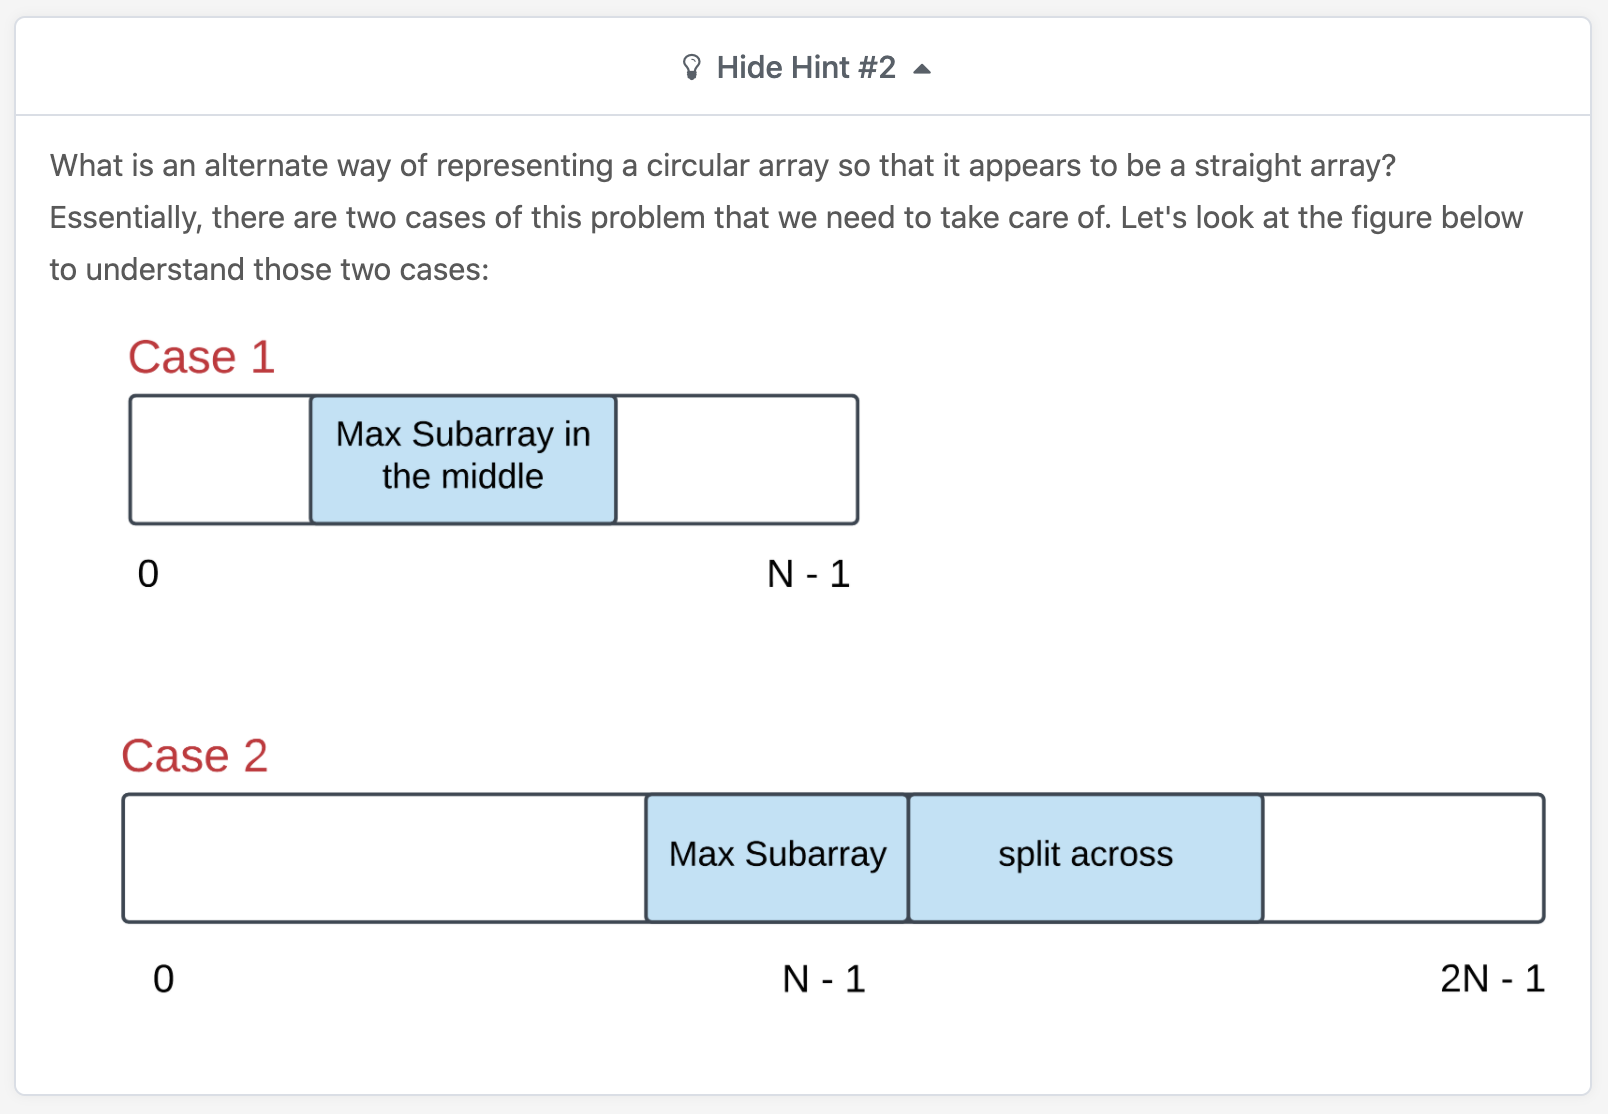 Hide Hint #2
What is an alternate way of representing a circular array so that it appears to be a straight array?
Essentially, there are two cases of this problem that we need to take care of. Let's look at the figure below
to understand those two cases:
Case 1
Max Subarray in
the middle
0 N - 1
Case 2
Max Subarray split across
0 N - 1 2N - 1